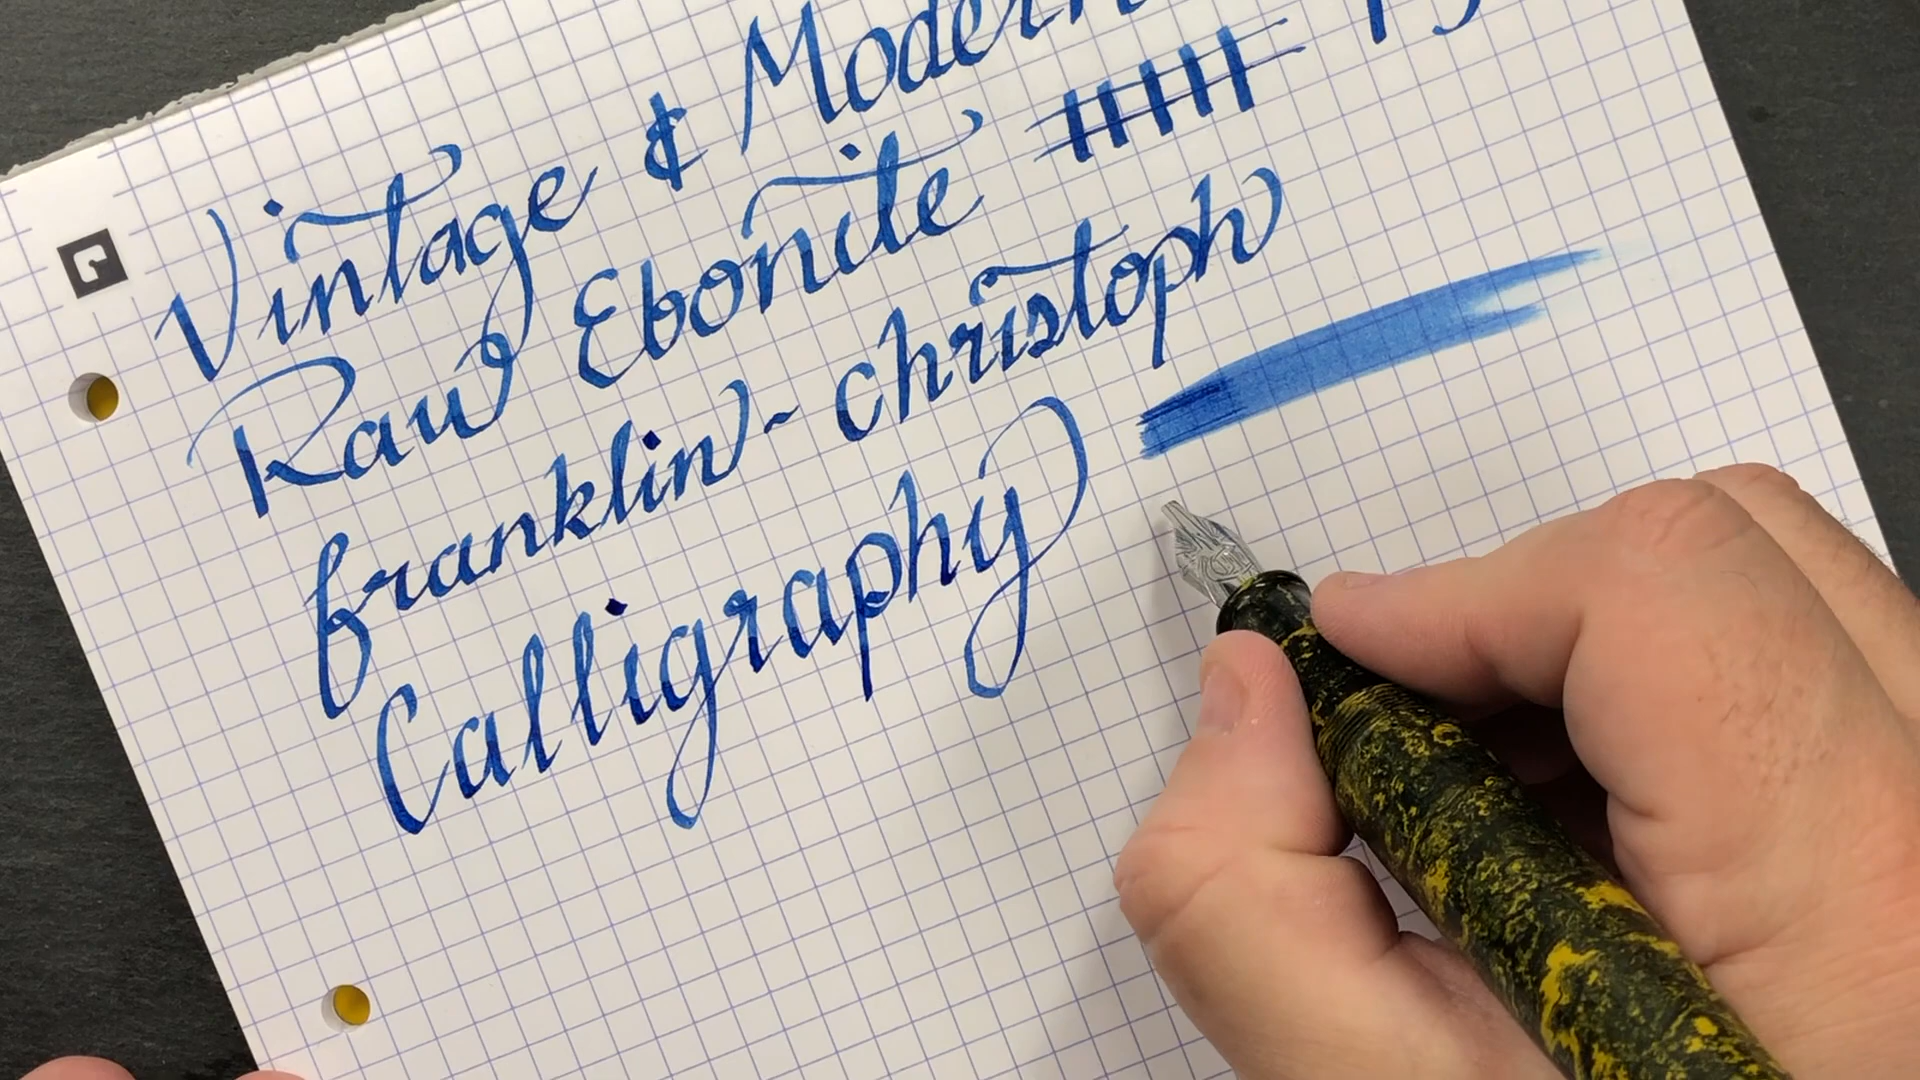 Vintage & Modern
Raw Ebonite
franklin-christoph
Calligraphy